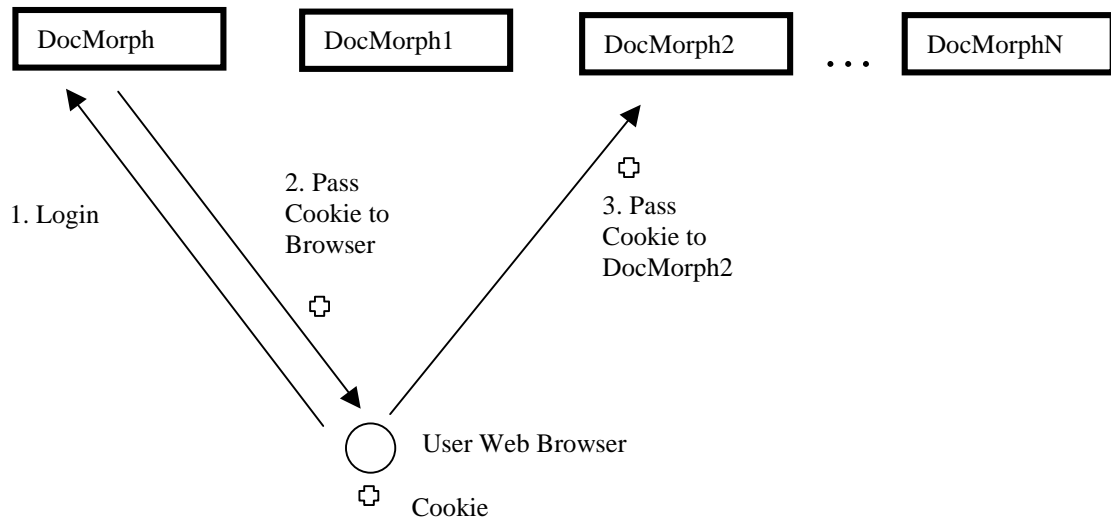 DocMorph
DocMorph1
DocMorph2
...
DocMorphN
1. Login
2. Pass
Cookie to
Browser
3. Pass
Cookie to
DocMorph2
User Web Browser
Cookie